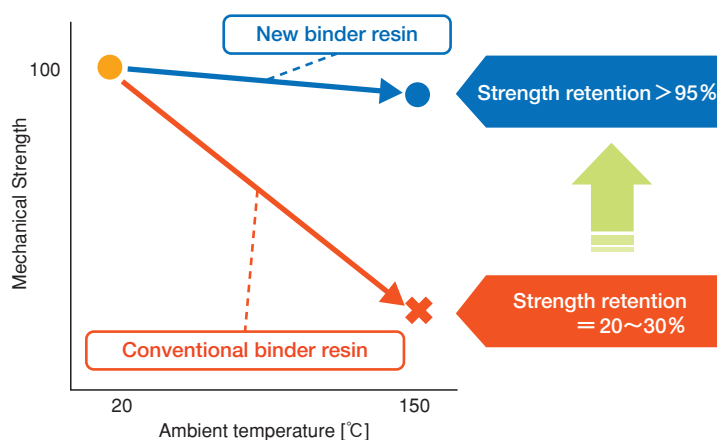 New binder resin
100
Strength retention＞95％
Mechanical Strength
Strength retention
＝20～30％
Conventional binder resin
20
150
Ambient temperature [℃]